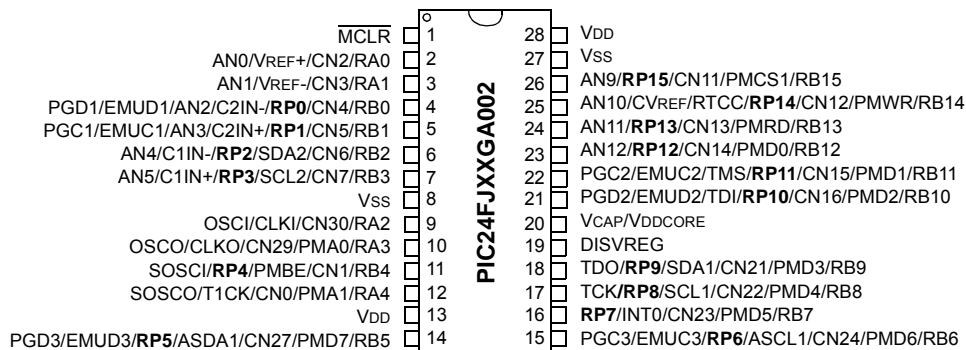 MCLR 1 28 VDD
AN0/VREF+/CN2/RA0 2 27 VSS
AN1/VREF-/CN3/RA1 3 26 AN9/RP15/CN11/PMCS1/RB15
PGD1/EMUD1/AN2/C2IN-/RP0/CN4/RB0 4 25 AN10/CVREF/RTCC/RP14/CN12/PMWR/RB14
PGC1/EMUC1/AN3/C2IN+/RP1/CN5/RB1 5 24 AN11/RP13/CN13/PMRD/RB13
AN4/C1IN-/RP2/SDA2/CN6/RB2 6 23 AN12/RP12/CN14/PMD0/RB12
AN5/C1IN+/RP3/SCL2/CN7/RB3 7 22 PGC2/EMUC2/TMS/RP11/CN15/PMD1/RB11
VSS 8 21 PGD2/EMUD2/TDI/RP10/CN16/PMD2/RB10
OSCI/CLKI/CN30/RA2 9 20 VCAP/VDDCORE
OSCO/CLKO/CN29/PMA0/RA3 10 19 DISVREG
SOSCI/RP4/PMBE/CN1/RB4 11 18 TDO/RP9/SDA1/CN21/PMD3/RB9
SOSCO/T1CK/CN0/PMA1/RA4 12 17 TCK/RP8/SCL1/CN22/PMD4/RB8
VDD 13 16 RP7/INT0/CN23/PMD5/RB7
PGD3/EMUD3/RP5/ASDA1/CN27/PMD7/RB5 14 15 PGC3/EMUC3/RP6/ASCL1/CN24/PMD6/RB6
PIC24FJXXGA002